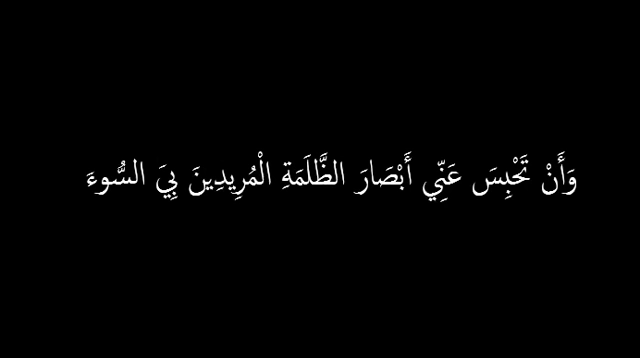 وَأَنْ تَحْبِسَ عَنِّي أَبْصَارَ الظَّلَمَةِ الْمُرِيدِينَ بِيَ السُّوءَ